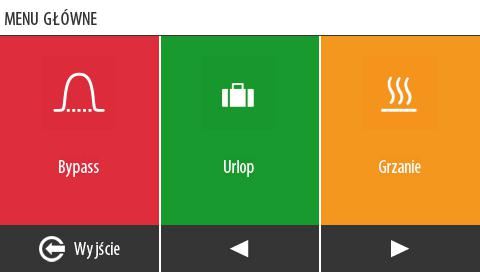 MENU GŁÓWNE
Bypass
Urlop
Grzanie
Wyjście